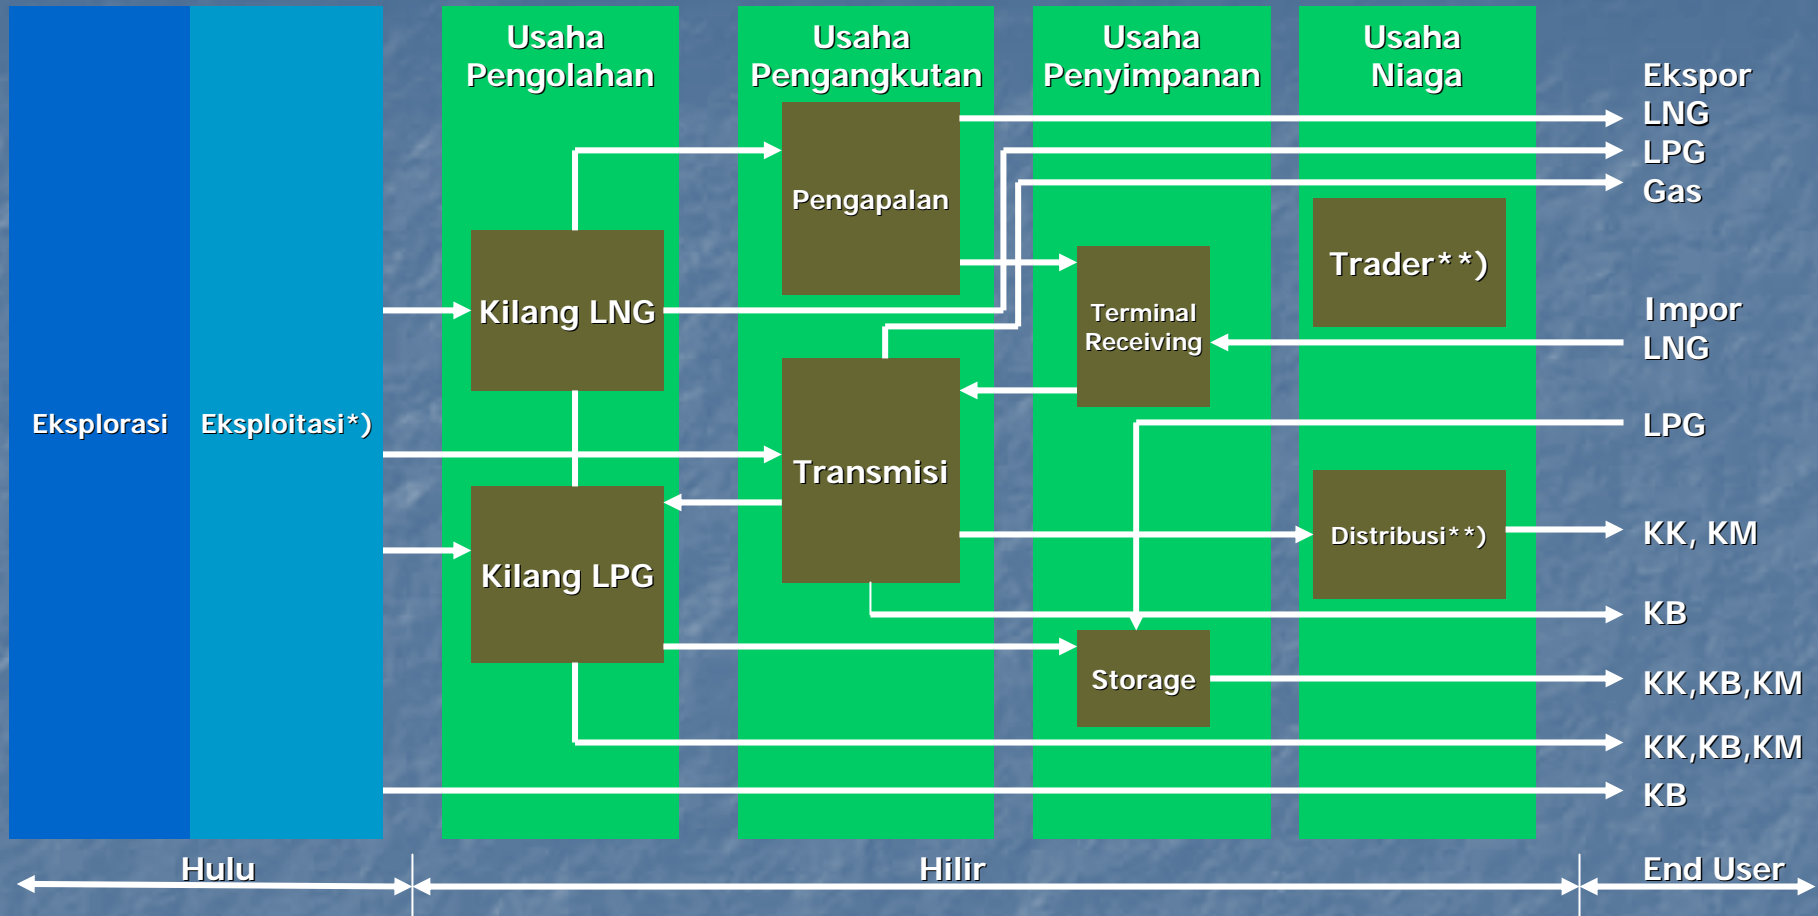 Usaha
Pengolahan
Usaha
Pengangkutan
Usaha
Penyimpanan
Usaha
Niaga
Ekspor
LNG
LPG
Gas
Pengapalan
Trader**)
Kilang LNG
Terminal
Receiving
Impor
LNG
Eksplorasi
Eksploitasi*)
LPG
Transmisi
Distribusi**)
KK, KM
Kilang LPG
KB
Storage
KK,KB,KM
KK,KB,KM
KB
Hulu
Hilir
End User